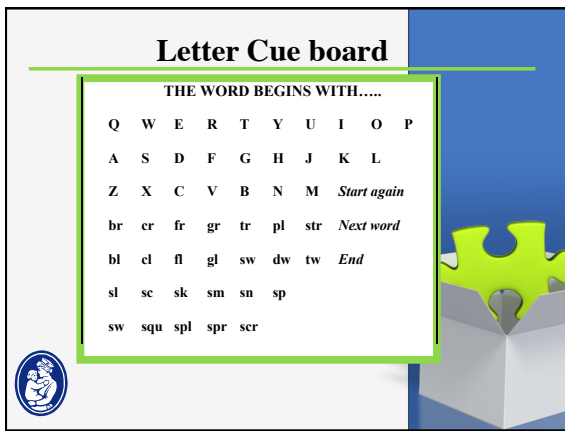 Letter Cue board
THE WORD BEGINS WITH.....
Q W E R T Y U I O P
A S D F G H J K L
Z X C V B N M Start again
br cr fr gr tr pl str Next word
bl cl fl gl sw dw tw End
sl sc sk sm sn sp
sw squ spl spr scr